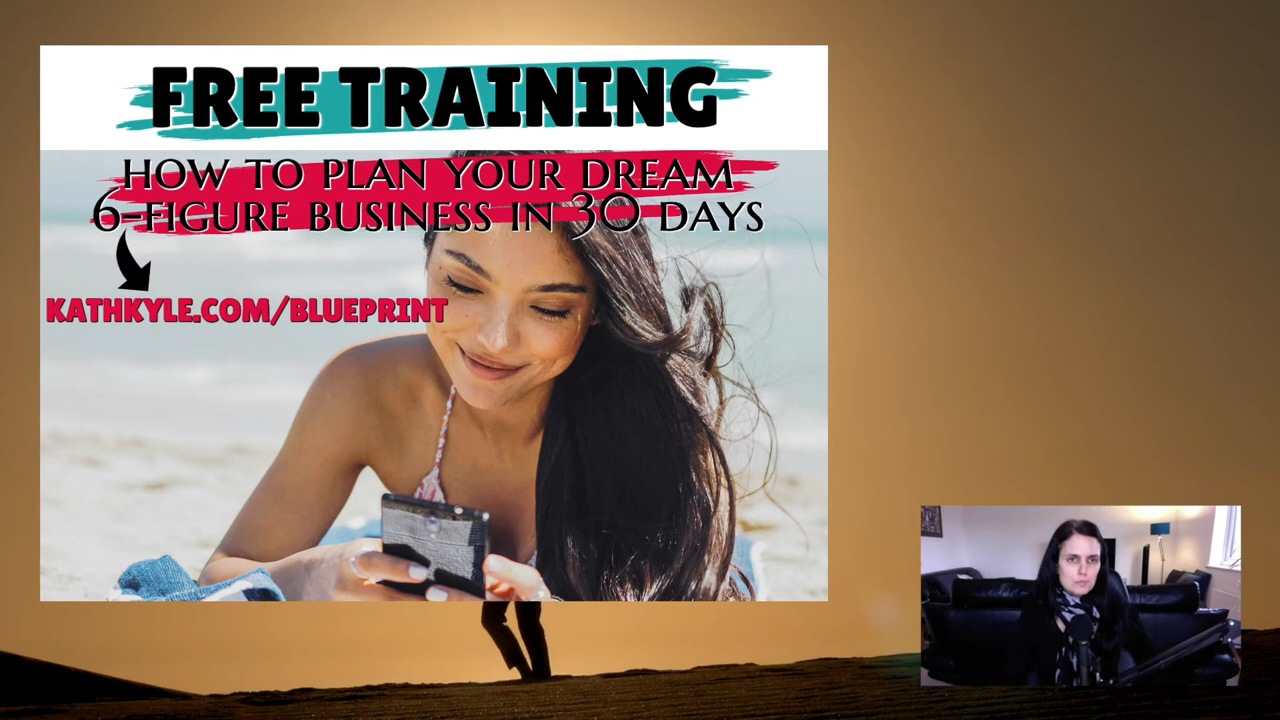 FREE TRAINING
HOW TO PLAN YOUR DREAM
6-FIGURE BUSINESS IN 30 DAYS
KATHKYLE.COM/BLUEPRINT